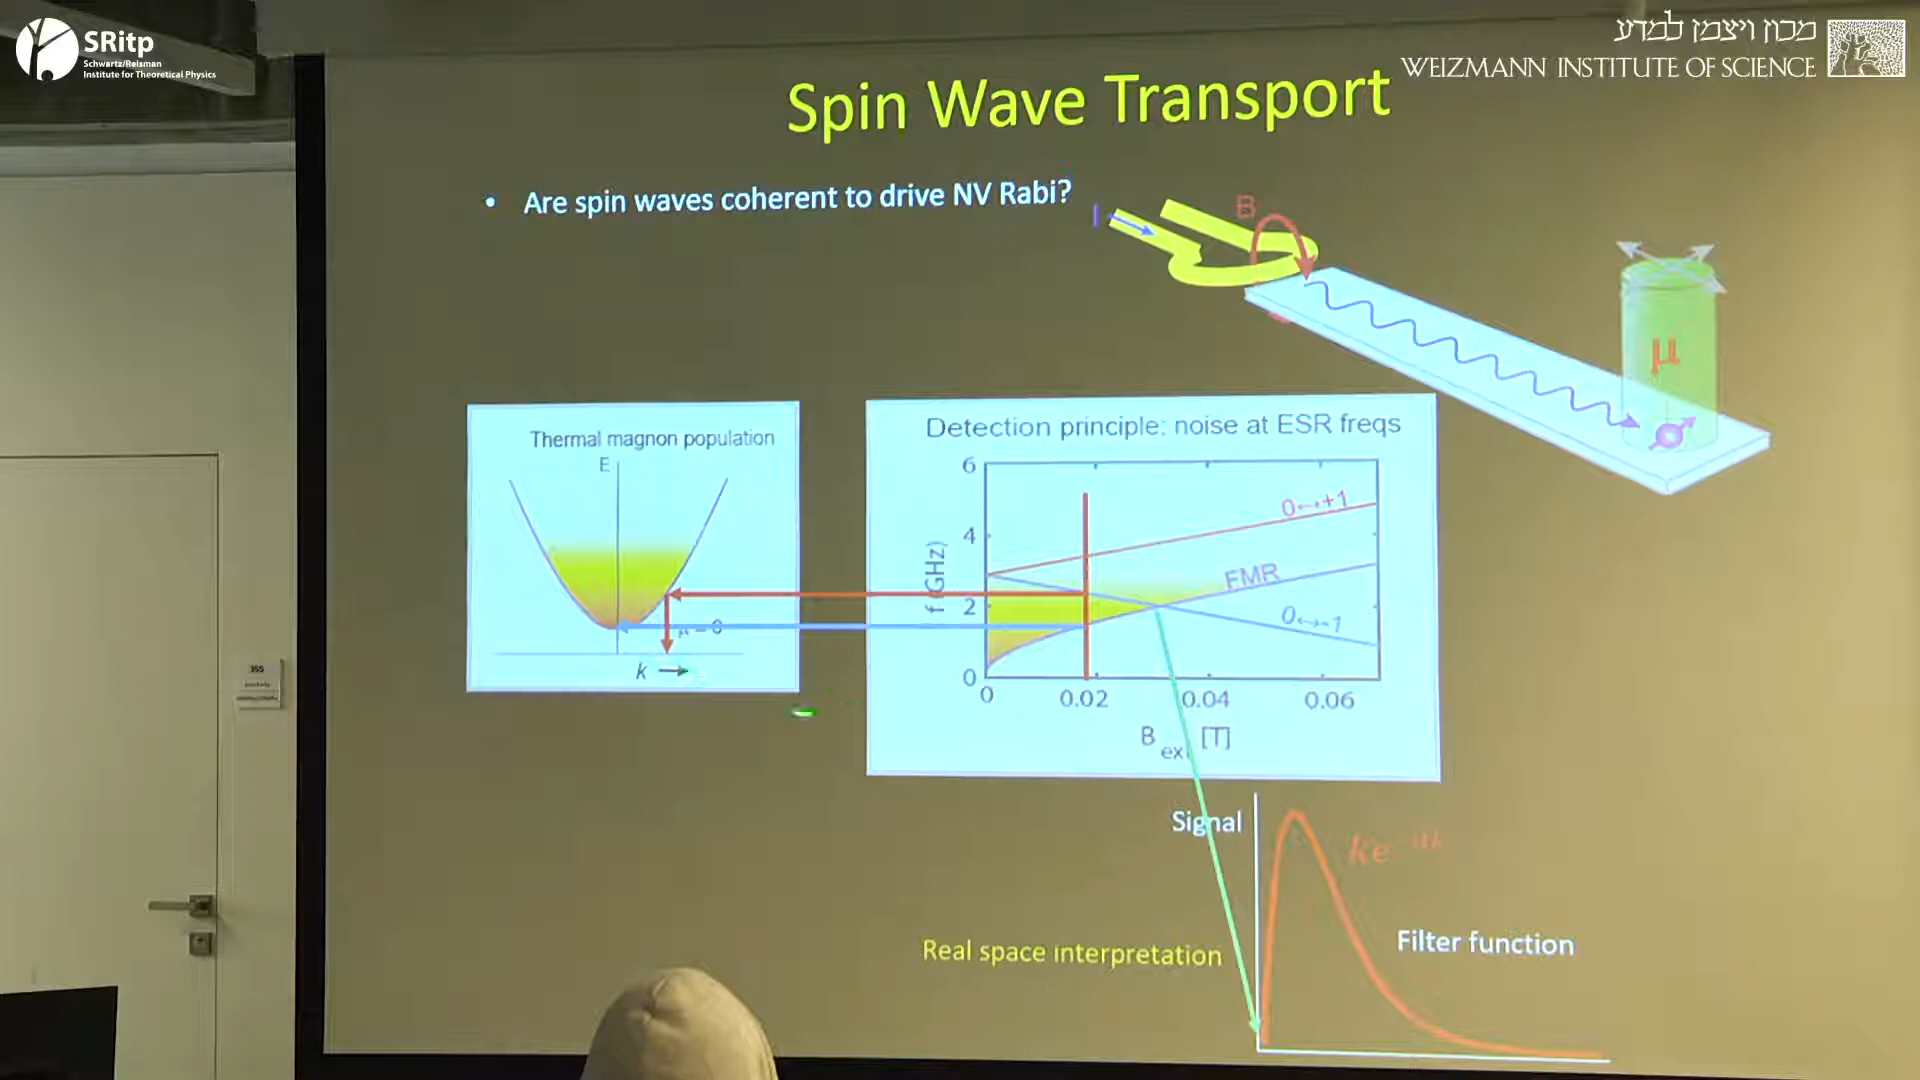 SRitp
Schwartz/Reisman
Institute for Theoretical Physics
מכון ויצמן למדע
WEIZMANN INSTITUTE OF SCIENCE
Spin Wave Transport
• Are spin waves coherent to drive NV Rabi?
I
B
μ
Thermal magnon population
E
μ = 0
k →
Detection principle: noise at ESR freqs
f (GHz)
6
4
2
0
0↔+1
FMR
0↔-1
0
0.02
0.04
0.06
B ex [T]
Signal
Real space interpretation
Filter function
355